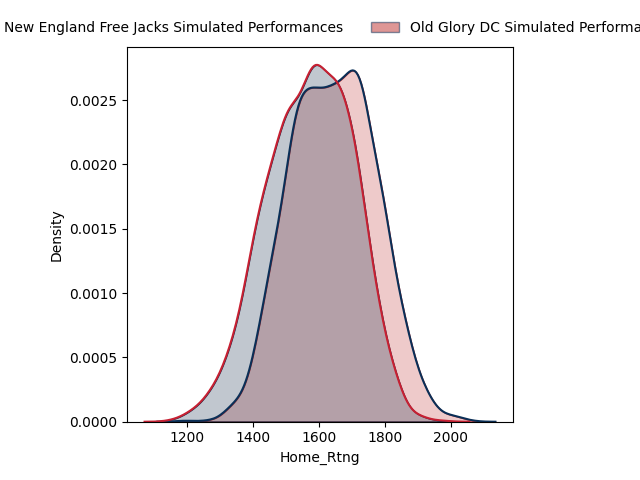 New England Free Jacks Simulated Performances
Old Glory DC Simulated
Density
0.0025
0.0020
0.0015
0.0010
0.0005
0.0000
1200 1400 1600 1800 2000
Home_Rtng